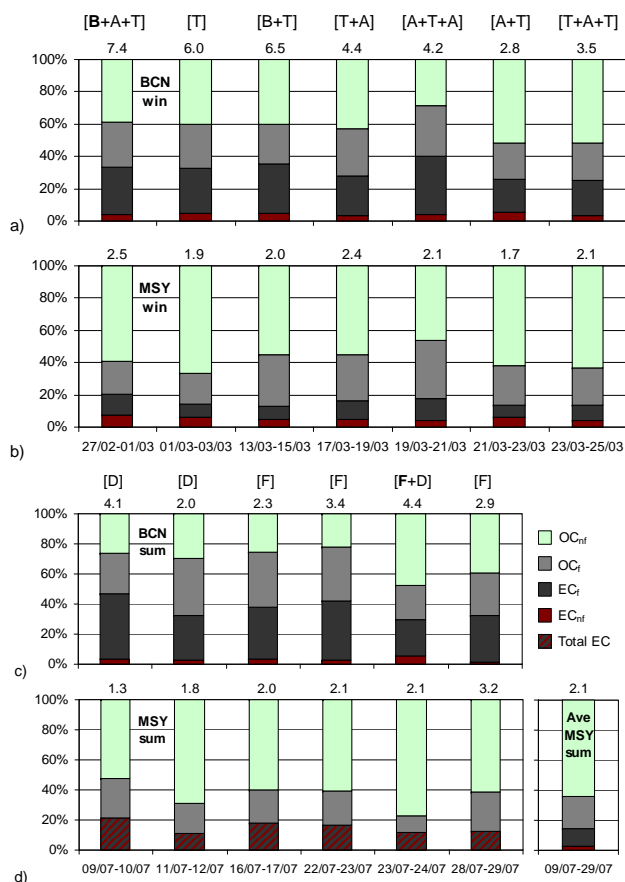 [B+A+T] [T] [B+T] [T+A] [A+T+A] [A+T] [T+A+T]
7.4 6.0 6.5 4.4 4.2 2.8 3.5
100%
80%
60%
40%
20%
0%
BCN
win
a)
2.5 1.9 2.0 2.4 2.1 1.7 2.1
100%
80%
60%
40%
20%
0%
MSY
win
27/02-01/03 01/03-03/03 13/03-15/03 17/03-19/03 19/03-21/03 21/03-23/03 23/03-25/03
b)
[D] [D] [F] [F] [F+D] [F]
4.1 2.0 2.3 3.4 4.4 2.9
100%
80%
60%
40%
20%
0%
BCN
sum
c)
OCnf
OCf
ECf
ECnf
Total EC
1.3 1.8 2.0 2.1 2.1 3.2 2.1
100%
80%
60%
40%
20%
0%
MSY
sum
Ave
MSY
sum
09/07-10/07 11/07-12/07 16/07-17/07 22/07-23/07 23/07-24/07 28/07-29/07 09/07-29/07
d)